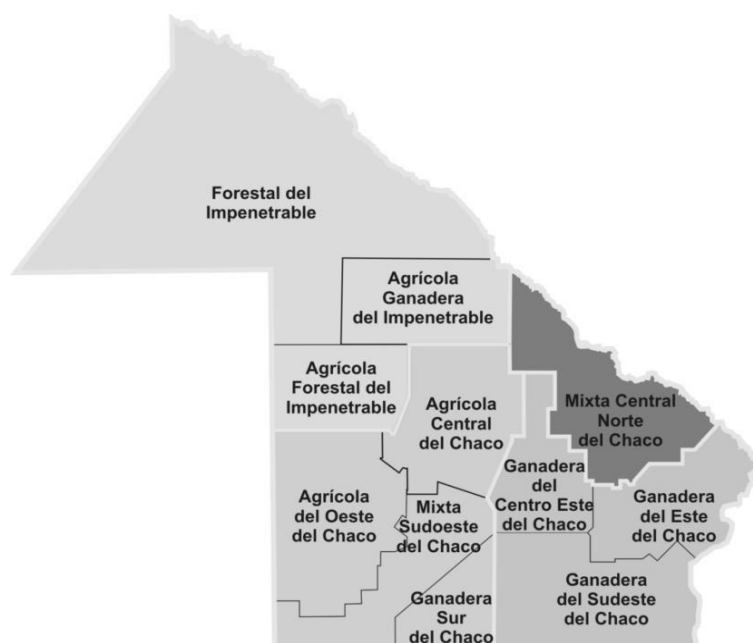 Forestal del
Impenetrable
Agrícola
Ganadera
del Impenetrable
Agrícola
Forestal del
Impenetrable
Agrícola
Central
del Chaco
Mixta Central
Norte
del Chaco
Agrícola
del Oeste
del Chaco
Mixta
Sudoeste
del Chaco
Ganadera
del
Centro Este
del Chaco
Ganadera
del Este
del Chaco
Ganadera
Sur
del Chaco
Ganadera
del Sudeste
del Chaco